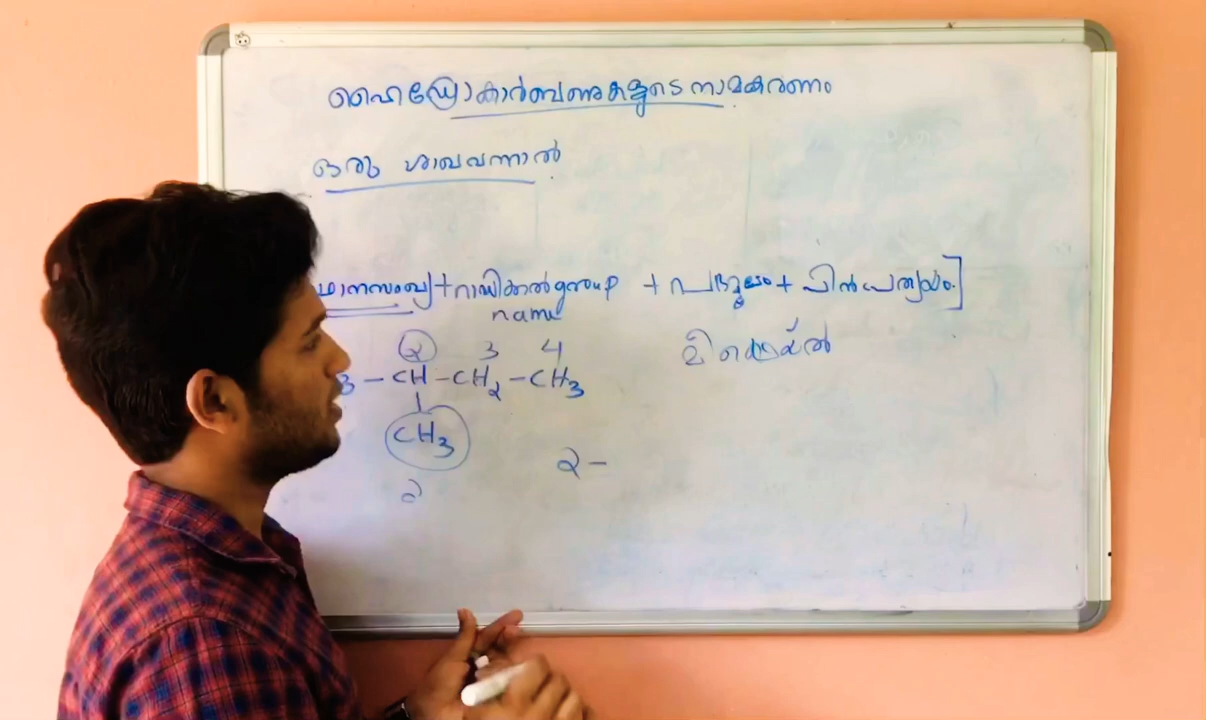 ഹൈഡ്രോകാർബണുകളുടെ നാമകരണം
ഒരു ശാഖവന്നാൽ
ഥാനസംഖ്യ + റാഡിക്കൽ group + പദമൂലം + പിൻപ്രത്യയം]
name
2 3 4
3 - CH - CH2 - CH3
മീഥൈൽ
CH3
2 -